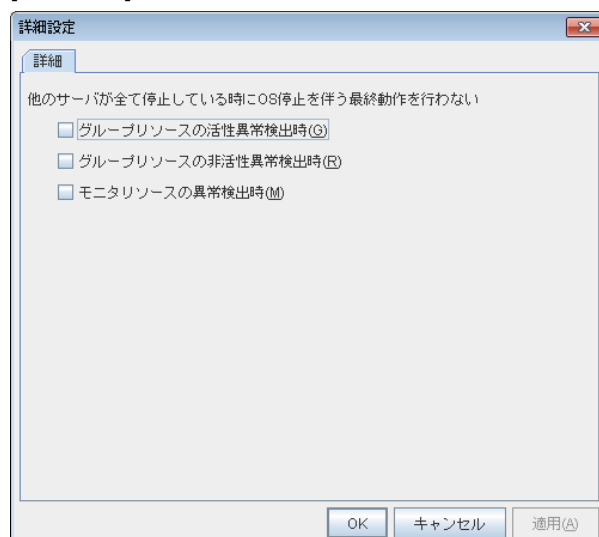 詳細設定
詳細
他のサーバが全て停止している時にOS停止を伴う最終動作を行わない
グループリソースの活性異常検出時(G)
グループリソースの非活性異常検出時(R)
モニタリソースの異常検出時(M)
OK キャンセル 適用(A)